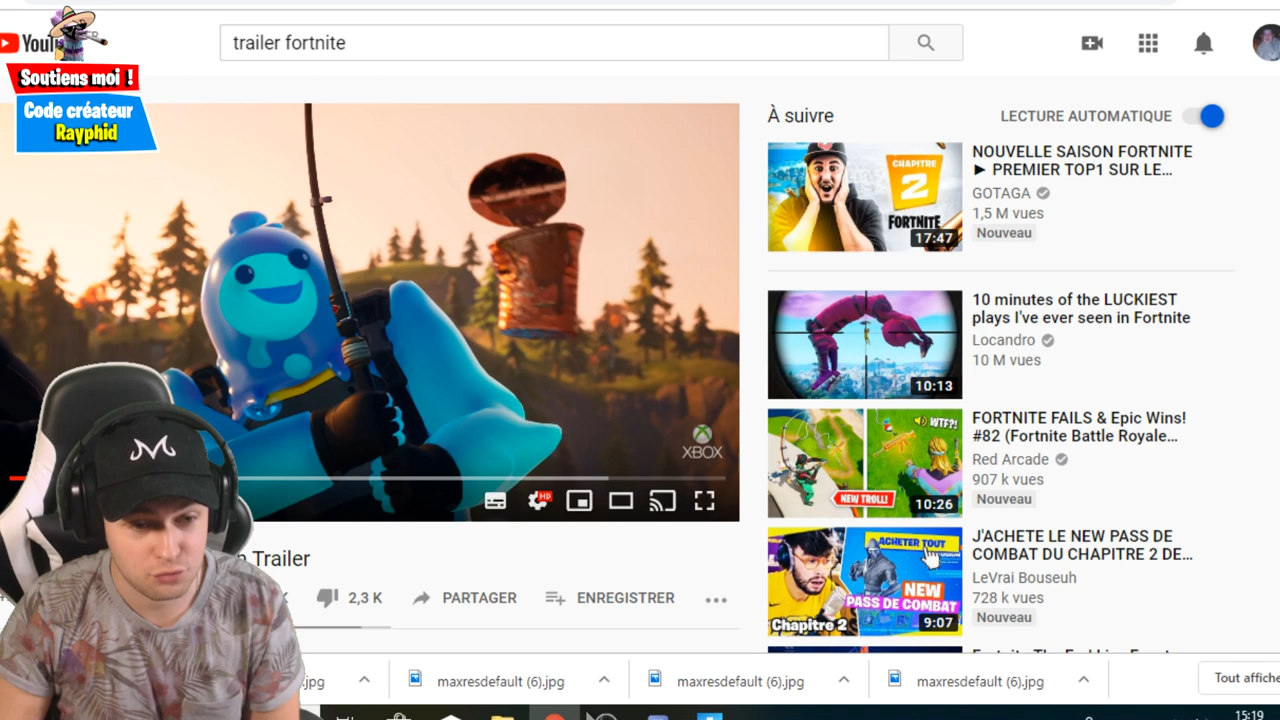 trailer fortnite
Soutiens moi !
Code créateur
Rayphid
XBOX
HD
n Trailer
2,3 K
PARTAGER
ENREGISTRER
À suivre
LECTURE AUTOMATIQUE
CHAPITRE
2
FORTNITE
17:47
NOUVELLE SAISON FORTNITE
► PREMIER TOP1 SUR LE...
GOTAGA
1,5 M vues
Nouveau
10:13
10 minutes of the LUCKIEST
plays I've ever seen in Fortnite
Locandro
10 M vues
WTF?!
NEW TROLL!
10:26
FORTNITE FAILS & Epic Wins!
#82 (Fortnite Battle Royale...
Red Arcade
907 k vues
Nouveau
ACHETER TOUT
NEW
PASS DE COMBAT
Chapitre 2
9:07
J'ACHETE LE NEW PASS DE
COMBAT DU CHAPITRE 2 DE...
LeVrai Bouseuh
728 k vues
Nouveau
.jpg
maxresdefault (6).jpg
maxresdefault (6).jpg
maxresdefault (6).jpg
Tout affiche
15:19